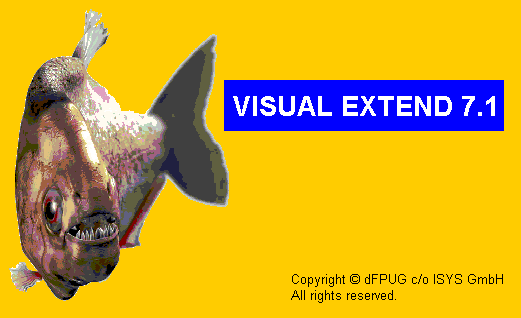 VISUAL EXTEND 7.1
Copyright © dFPUG c/o ISYS GmbH
All rights reserved.